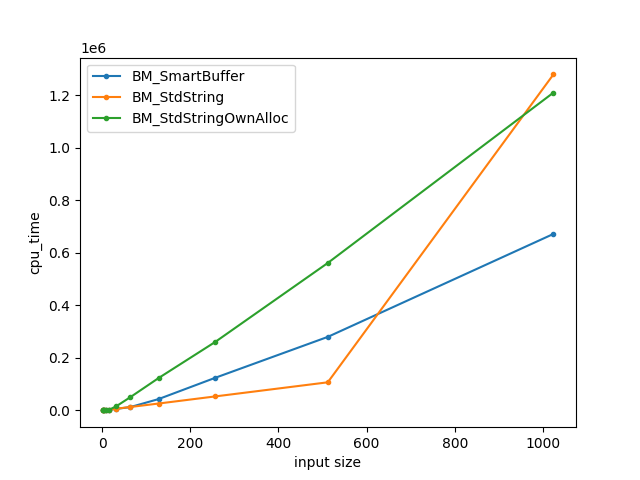 1e6
BM_SmartBuffer
BM_StdString
BM_StdStringOwnAlloc
1.2
1.0
0.8
0.6
0.4
0.2
0.0
cpu_time
0 200 400 600 800 1000
input size